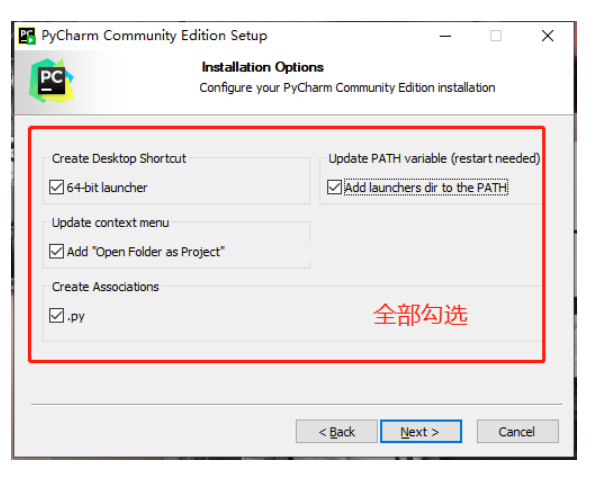 PyCharm Community Edition Setup
Installation Options
Configure your PyCharm Community Edition installation
Create Desktop Shortcut
Update PATH variable (restart needed)
64-bit launcher
Add launchers dir to the PATH
Update context menu
Add "Open Folder as Project"
Create Associations
.py
全部勾选
< Back
Next >
Cancel